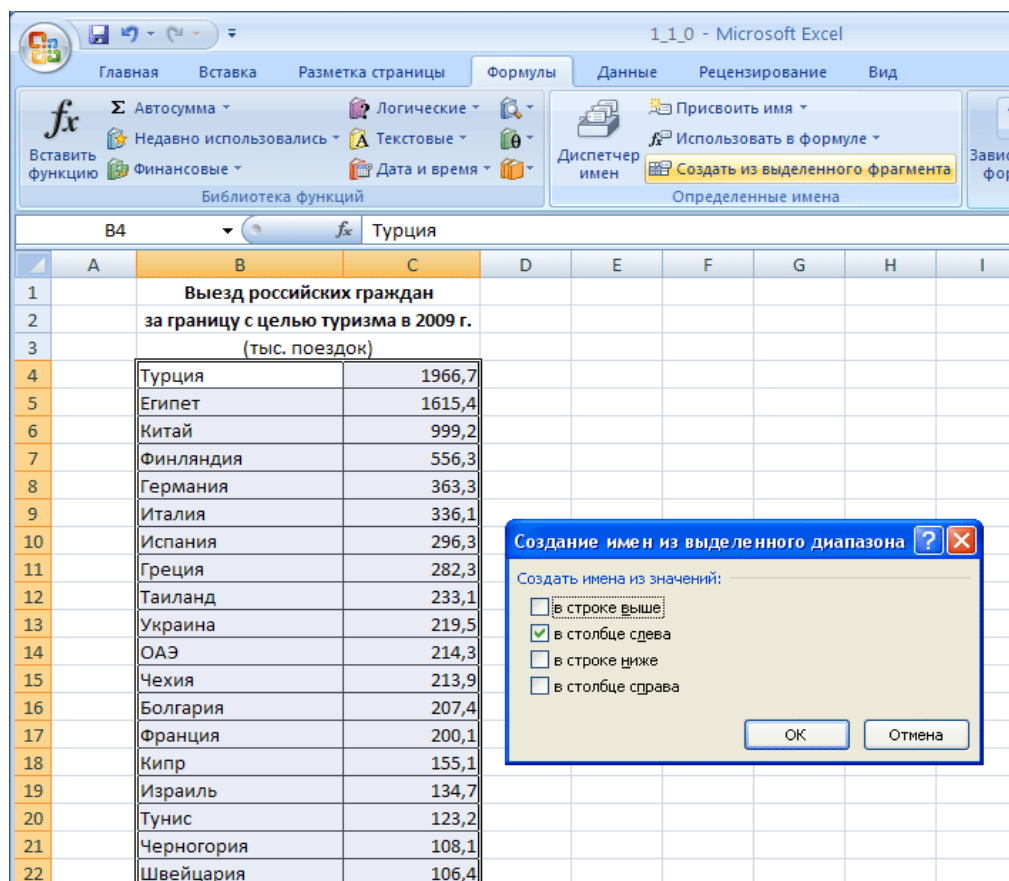 1_1_0 - Microsoft Excel
Главная Вставка Разметка страницы Формулы Данные Рецензирование Вид
fx Вставить функцию
Σ Автосумма
Недавно использовались
Финансовые
Логические
Текстовые
Дата и время
Библиотека функций
Диспетчер имен
Присвоить имя
Использовать в формуле
Создать из выделенного фрагмента
Определенные имена
B4 fx Турция
A B C D E F G H I
1 Выезд российских граждан
2 за границу с целью туризма в 2009 г.
3 (тыс. поездок)
4 Турция 1966,7
5 Египет 1615,4
6 Китай 999,2
7 Финляндия 556,3
8 Германия 363,3
9 Италия 336,1
10 Испания 296,3
11 Греция 282,3
12 Таиланд 233,1
13 Украина 219,5
14 ОАЭ 214,3
15 Чехия 213,9
16 Болгария 207,4
17 Франция 200,1
18 Кипр 155,1
19 Израиль 134,7
20 Тунис 123,2
21 Черногория 108,1
22 Швейцария 106,4
Создание имен из выделенного диапазона
Создать имена из значений:
в строке выше
в столбце слева
в строке ниже
в столбце справа
ОК Отмена